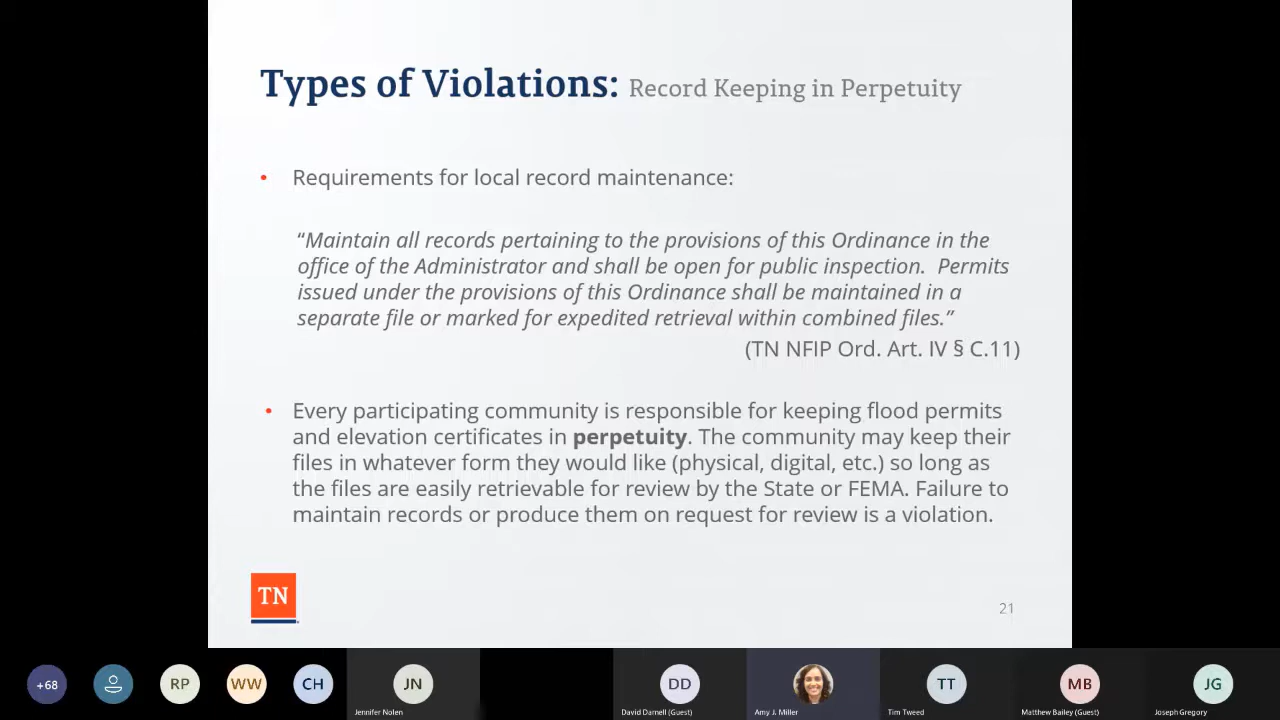 Types of Violations: Record Keeping in Perpetuity
• Requirements for local record maintenance:
“Maintain all records pertaining to the provisions of this Ordinance in the
office of the Administrator and shall be open for public inspection.  Permits
issued under the provisions of this Ordinance shall be maintained in a
separate file or marked for expedited retrieval within combined files.”
(TN NFIP Ord. Art. IV § C.11)
• Every participating community is responsible for keeping flood permits
and elevation certificates in perpetuity. The community may keep their
files in whatever form they would like (physical, digital, etc.) so long as
the files are easily retrievable for review by the State or FEMA. Failure to
maintain records or produce them on request for review is a violation.
TN
21
+68 RP WW CH JN DD TT MB JG
Jennifer Nolen David Darnell (Guest) Amy J. Miller Tim Tweed Matthew Bailey (Guest) Joseph Gregory